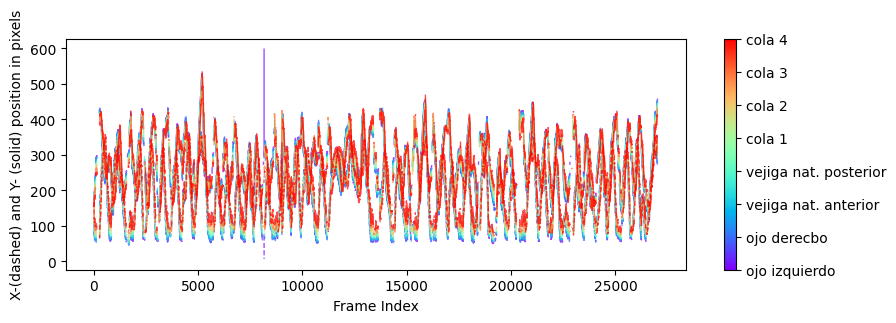 X-(dashed) and Y- (solid) position in pixels
600
500
400
300
200
100
0
0 5000 10000 15000 20000 25000
Frame Index
cola 4
cola 3
cola 2
cola 1
vejiga nat. posterior
vejiga nat. anterior
ojo derecbo
ojo izquierdo